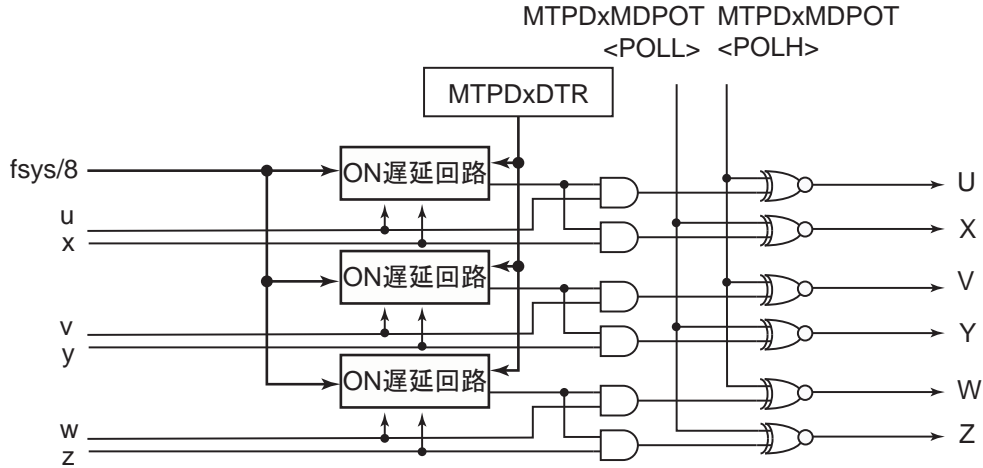 MTPDxMDPOT MTPDxMDPOT
<POLL> <POLH>
MTPDxDTR
fsys/8
ON遅延回路
u
x
U
X
ON遅延回路
v
y
V
Y
ON遅延回路
w
z
W
Z